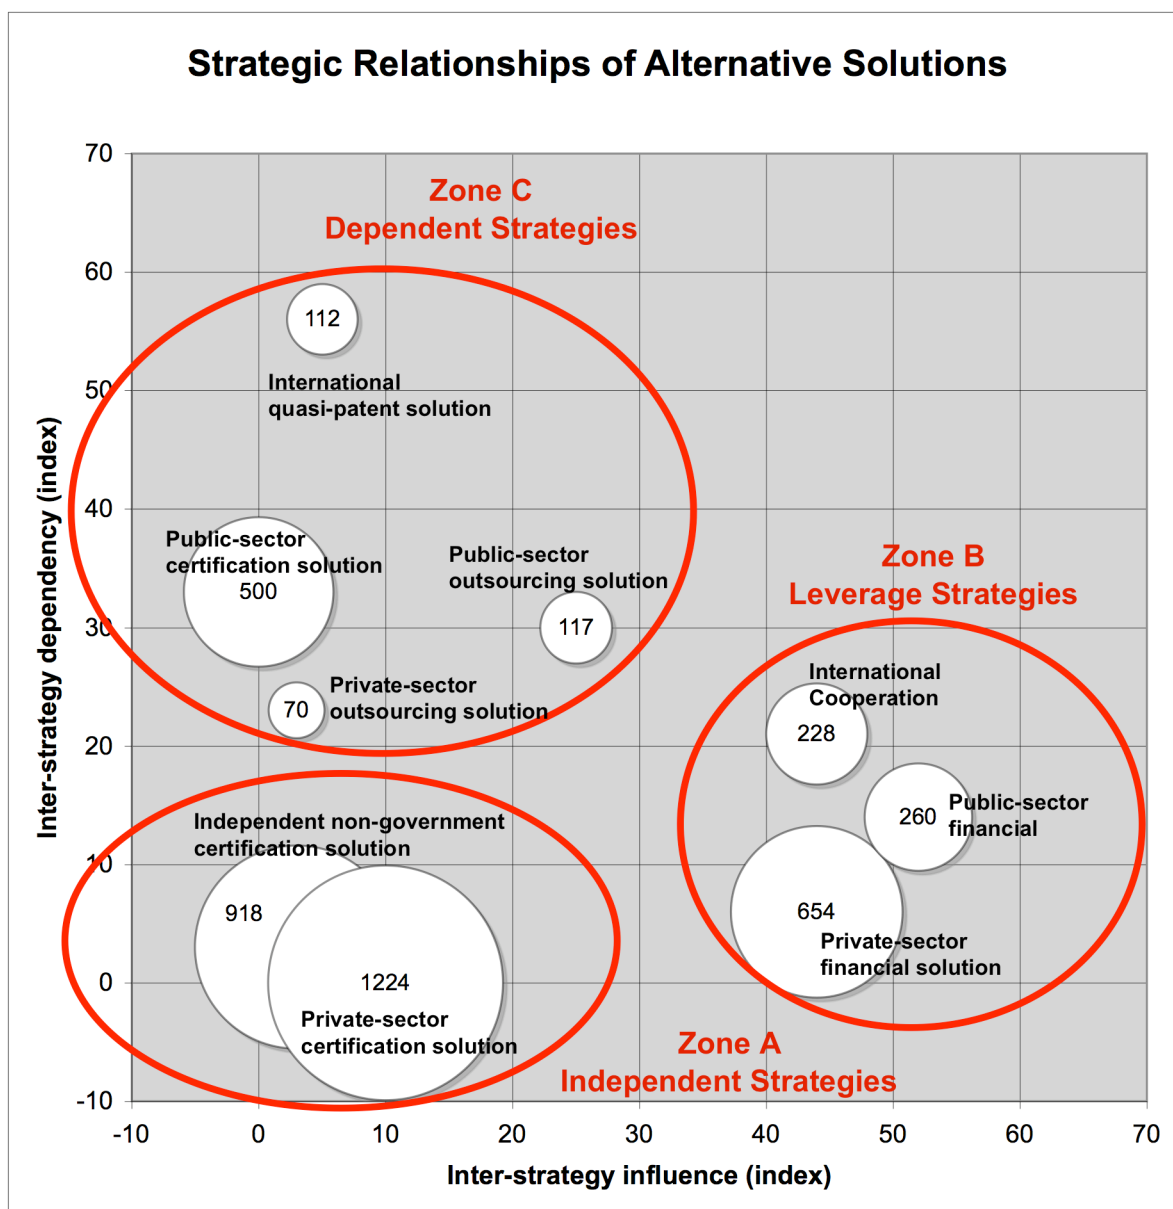 Strategic Relationships of Alternative Solutions
70
60
50
40
30
20
10
0
-10
Inter-strategy dependency (index)
Zone C
Dependent Strategies
112
International
quasi-patent solution
Public-sector
certification solution
500
Public-sector
outsourcing solution
117
Private-sector
outsourcing solution
70
Zone B
Leverage Strategies
International
Cooperation
228
Public-sector
financial
260
654
Private-sector
financial solution
Independent non-government
certification solution
918
1224
Private-sector
certification solution
Zone A
Independent Strategies
-10 0 10 20 30 40 50 60 70
Inter-strategy influence (index)